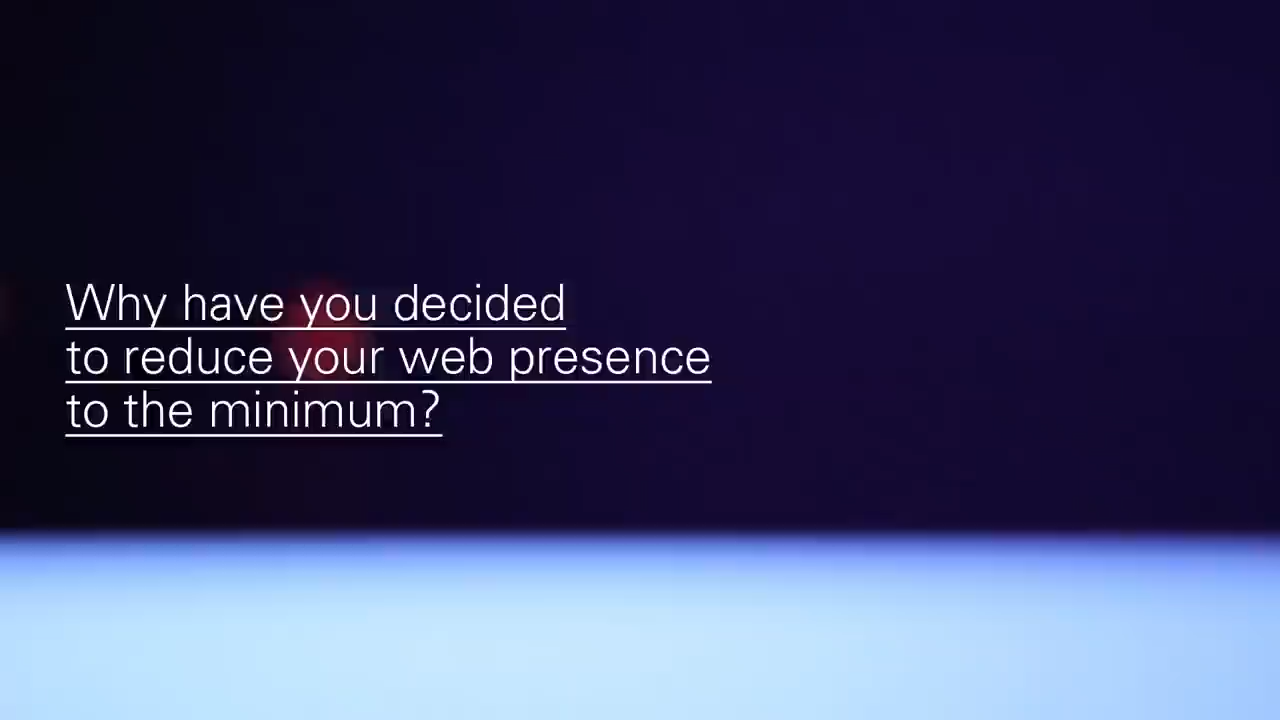 Why have you decided
to reduce your web presence
to the minimum?